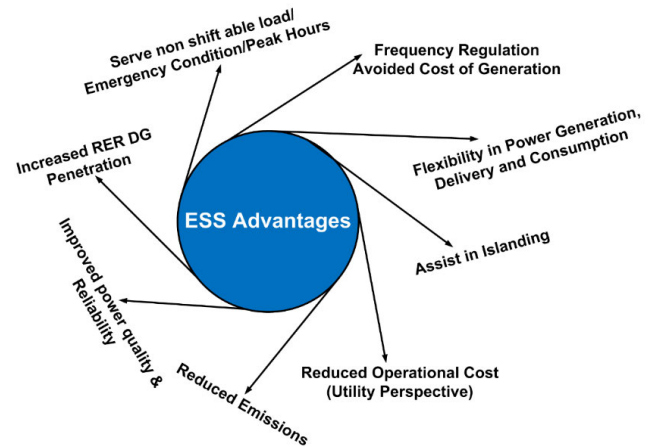 Serve non shift able load/
Emergency Condition/Peak Hours
Frequency Regulation
Avoided Cost of Generation
Flexibility in Power Generation,
Delivery and Consumption
Increased RER DG
Penetration
ESS Advantages
Assist in Islanding
Improved power quality &
Reliability
Reduced Operational Cost
(Utility Perspective)
Reduced Emissions